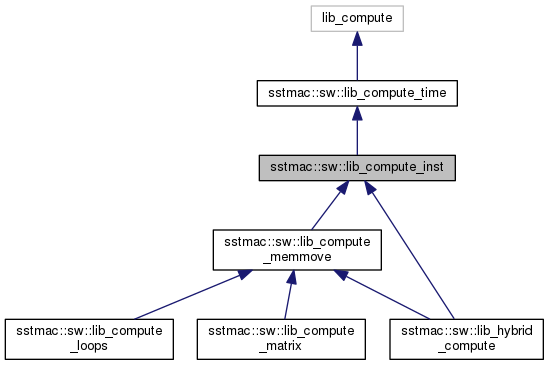 lib_compute
sstmac::sw::lib_compute_time
sstmac::sw::lib_compute_inst
sstmac::sw::lib_compute
_memmove
sstmac::sw::lib_compute
_loops
sstmac::sw::lib_compute
_matrix
sstmac::sw::lib_hybrid
_compute